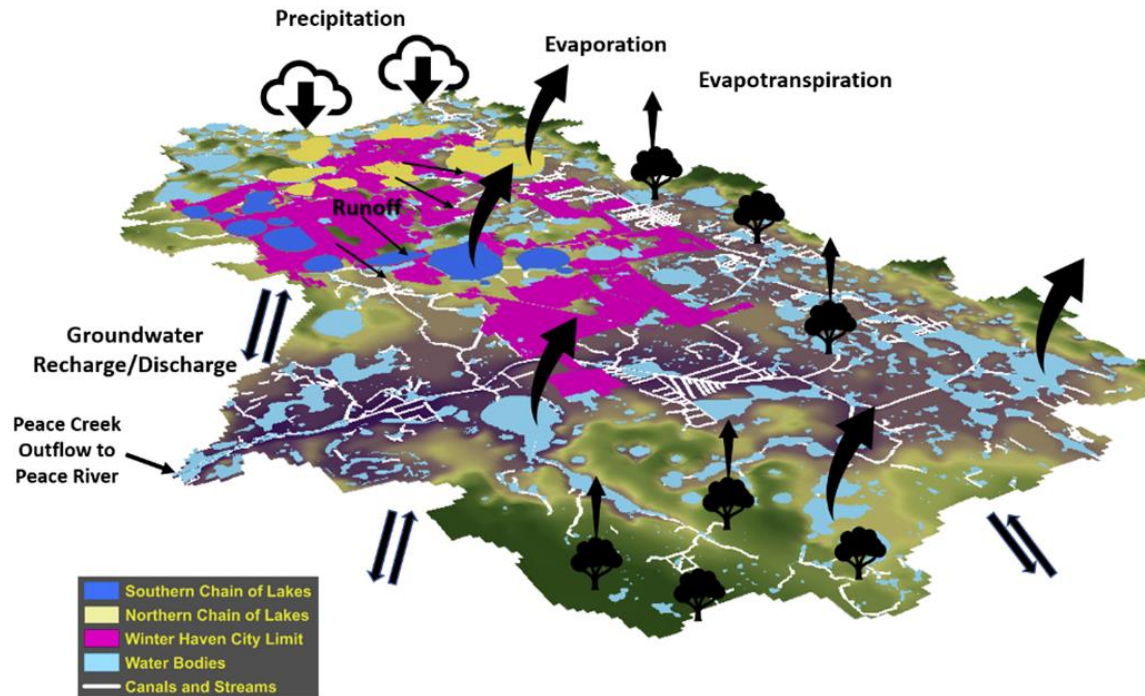 Precipitation
Evaporation
Evapotranspiration
Runoff
Groundwater
Recharge/Discharge
Peace Creek
Outflow to
Peace River
Southern Chain of Lakes
Northern Chain of Lakes
Winter Haven City Limit
Water Bodies
Canals and Streams